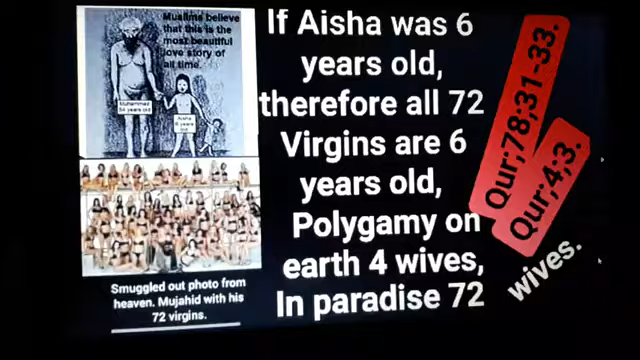 Muslims believe
that this is the
most beautiful
love story of
all time.
Muhammad
54 years old
Aisha
6 years
old
Smuggled out photo from
heaven. Mujahid with his
72 virgins.
If Aisha was 6
years old,
therefore all 72
Virgins are 6
years old,
Polygamy on
earth 4 wives,
In paradise 72
wives.
Qur;78;31-33.
Qur;4;3.